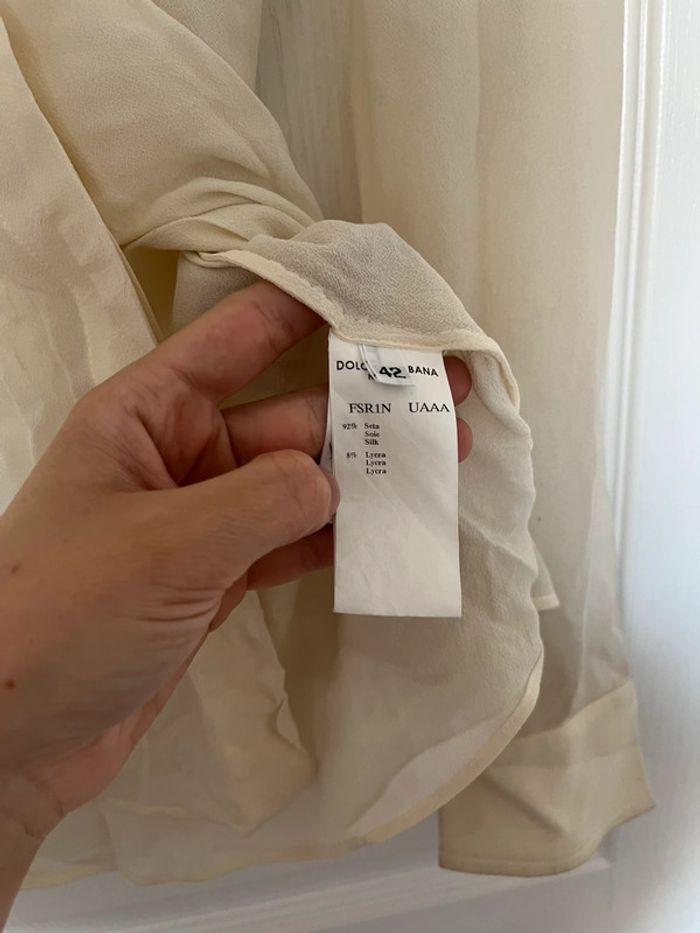 DOLC 42 BANA
FSR1N UAAA
92% Seta
Soie
Silk
8% Lycra
Lycra
Lycra